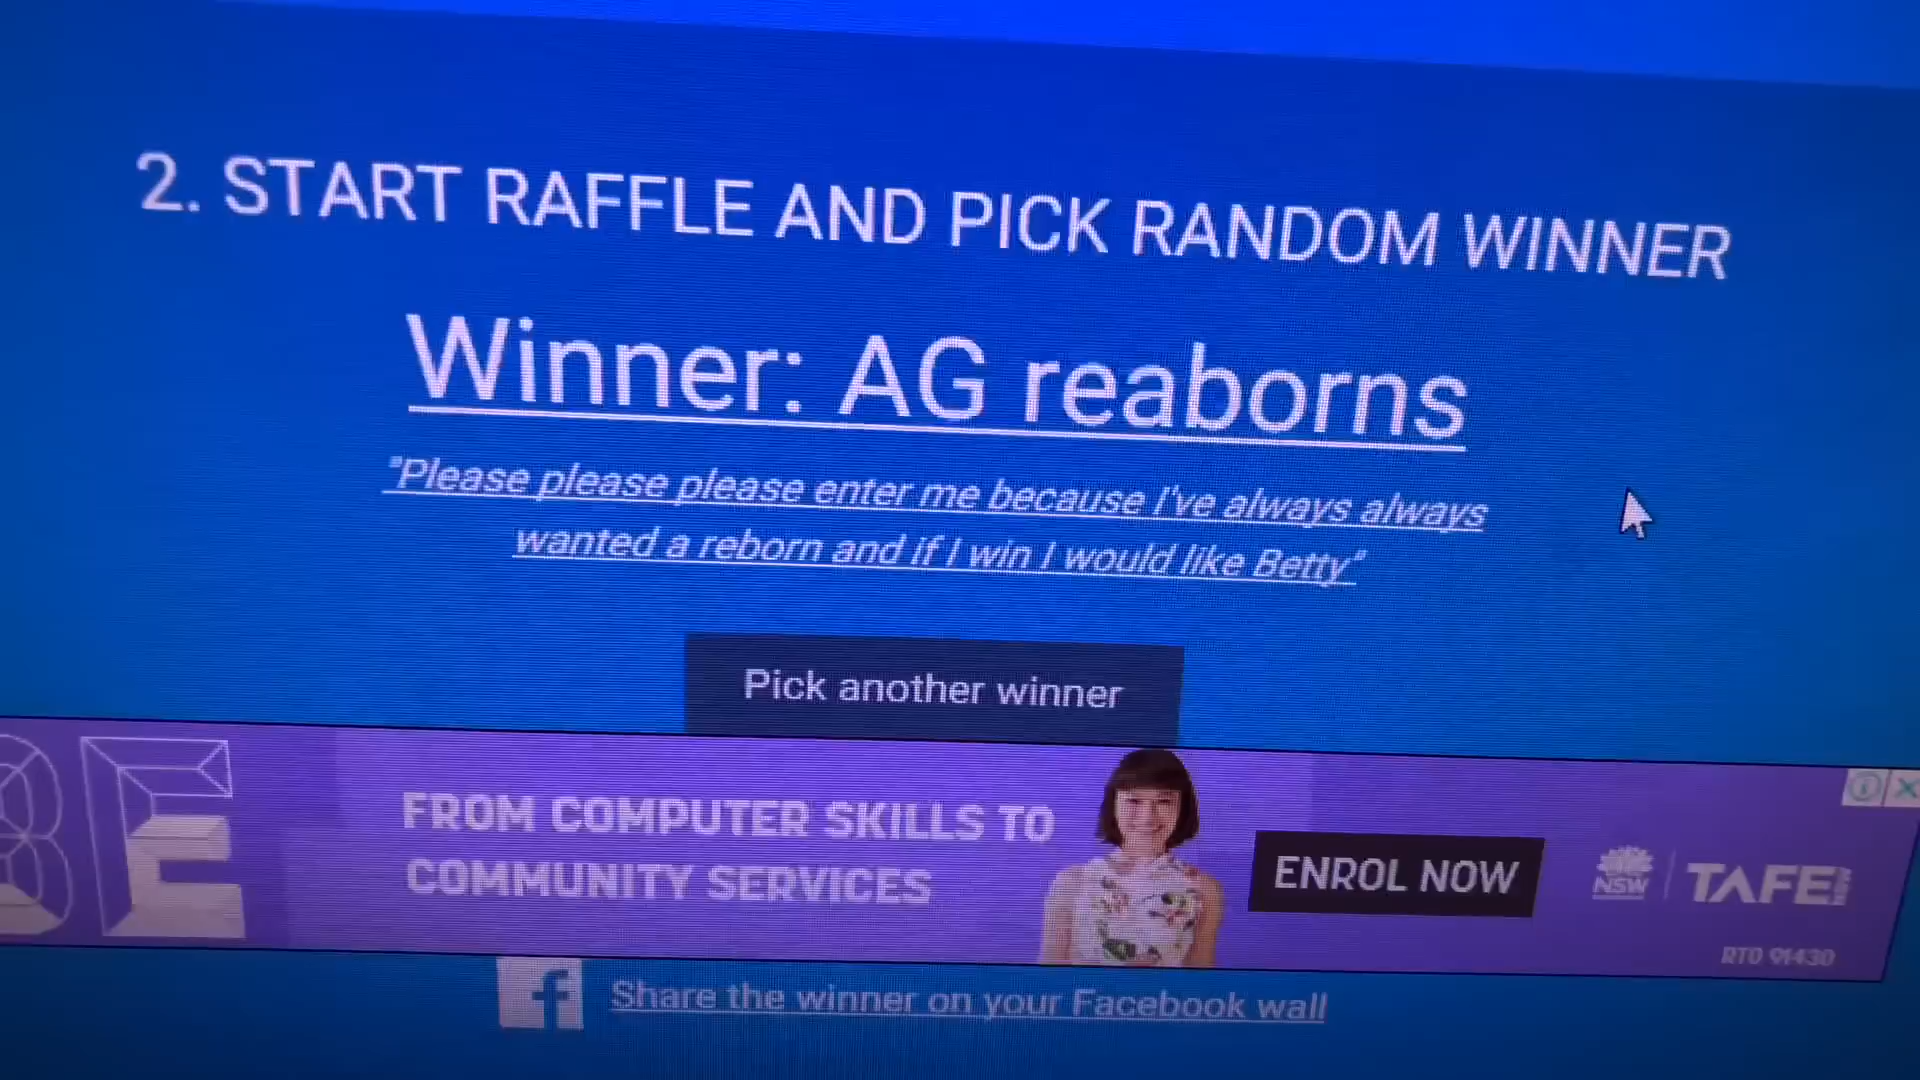 2. START RAFFLE AND PICK RANDOM WINNER
Winner: AG reaborns
"Please please please enter me because I've always always
wanted a reborn and if I win I would like Betty"
Pick another winner
BE
FROM COMPUTER SKILLS TO
COMMUNITY SERVICES
ENROL NOW
NSW
TAFE NSW
RTO 91430
Share the winner on your Facebook wall